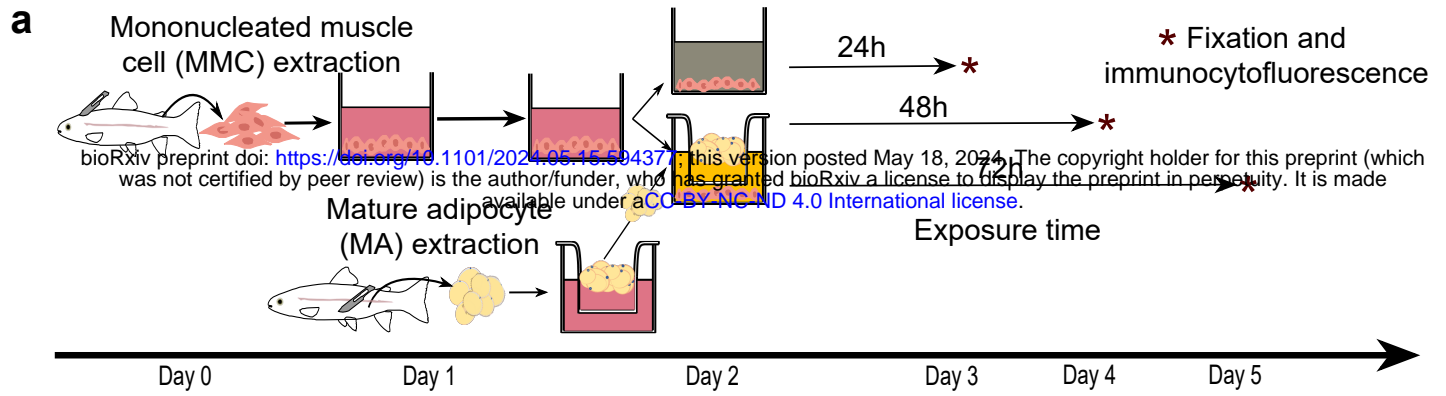 a
Mononucleated muscle
cell (MMC) extraction
24h
* Fixation and
immunocytofluorescence
48h
bioRxiv preprint doi: https://doi.org/10.1101/2024.05.15.594377; this version posted May 18, 2024. The copyright holder for this preprint (which
was not certified by peer review) is the author/funder, who has granted bioRxiv a license to display the preprint in perpetuity. It is made
available under aCC-BY-NC-ND 4.0 International license.
72h
Mature adipocyte
(MA) extraction
Exposure time
Day 0 Day 1 Day 2 Day 3 Day 4 Day 5